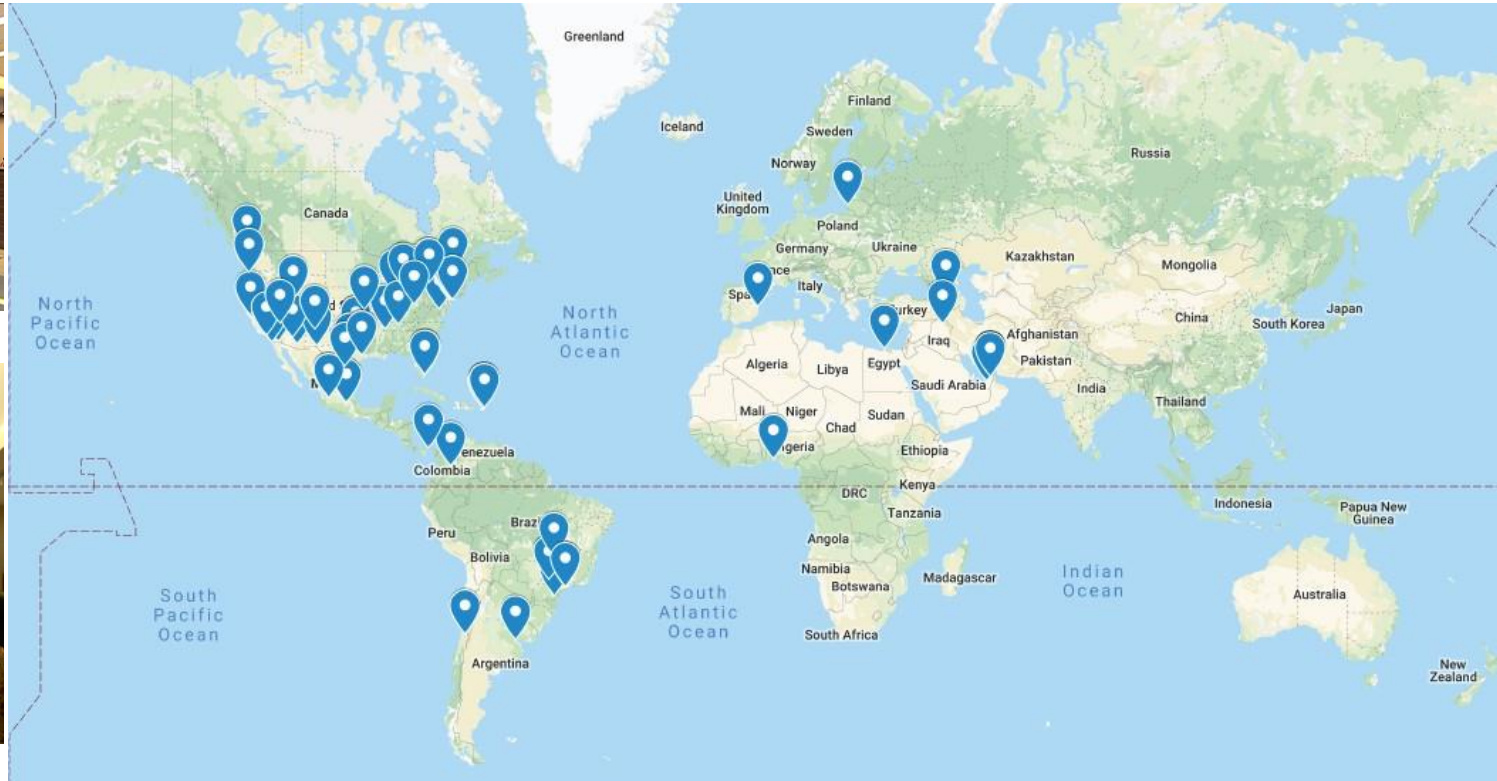 Greenland
Iceland
Finland
Sweden
Norway
Russia
United
Kingdom
Poland
Germany
Ukraine
Kazakhstan
Mongolia
Italy
Canada
North
Pacific
Ocean
North
Atlantic
Ocean
Japan
South Korea
China
Afghanistan
Iraq
Pakistan
Algeria
Libya
Egypt
Saudi Arabia
India
Thailand
Mali
Niger
Chad
Sudan
Ethiopia
Colombia
DRC
Kenya
Tanzania
Indonesia
Papua New
Guinea
Peru
Bolivia
Angola
Namibia
Botswana
Madagascar
Indian
Ocean
Australia
South
Pacific
Ocean
South
Atlantic
Ocean
South Africa
Argentina
New
Zealand